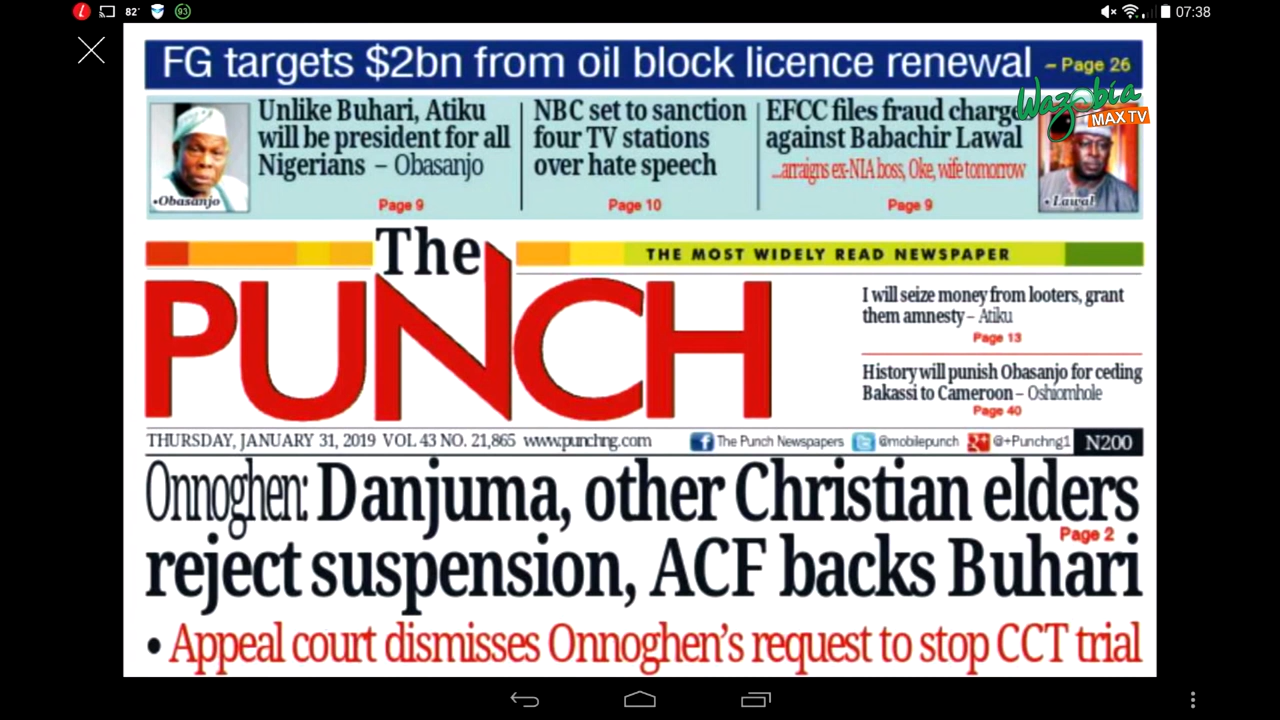 82°
93
07:38
FG targets $2bn from oil block licence renewal – Page 26
Wazobia
MAX TV
Unlike Buhari, Atiku
will be president for all
Nigerians – Obasanjo
Page 9
•Obasanjo
NBC set to sanction
four TV stations
over hate speech
Page 10
EFCC files fraud charge
against Babachir Lawal
...arraigns ex-NIA boss, Oke, wife tomorrow
Page 9
•Lawal
The
PUNCH
THE MOST WIDELY READ NEWSPAPER
I will seize money from looters, grant
them amnesty – Atiku
Page 13
History will punish Obasanjo for ceding
Bakassi to Cameroon – Oshiomhole
Page 40
THURSDAY, JANUARY 31, 2019 VOL 43 NO. 21,865 www.punchng.com The Punch Newspapers @mobilepunch @+Punchng1 N200
Onnoghen: Danjuma, other Christian elders
Page 2
reject suspension, ACF backs Buhari
• Appeal court dismisses Onnoghen's request to stop CCT trial